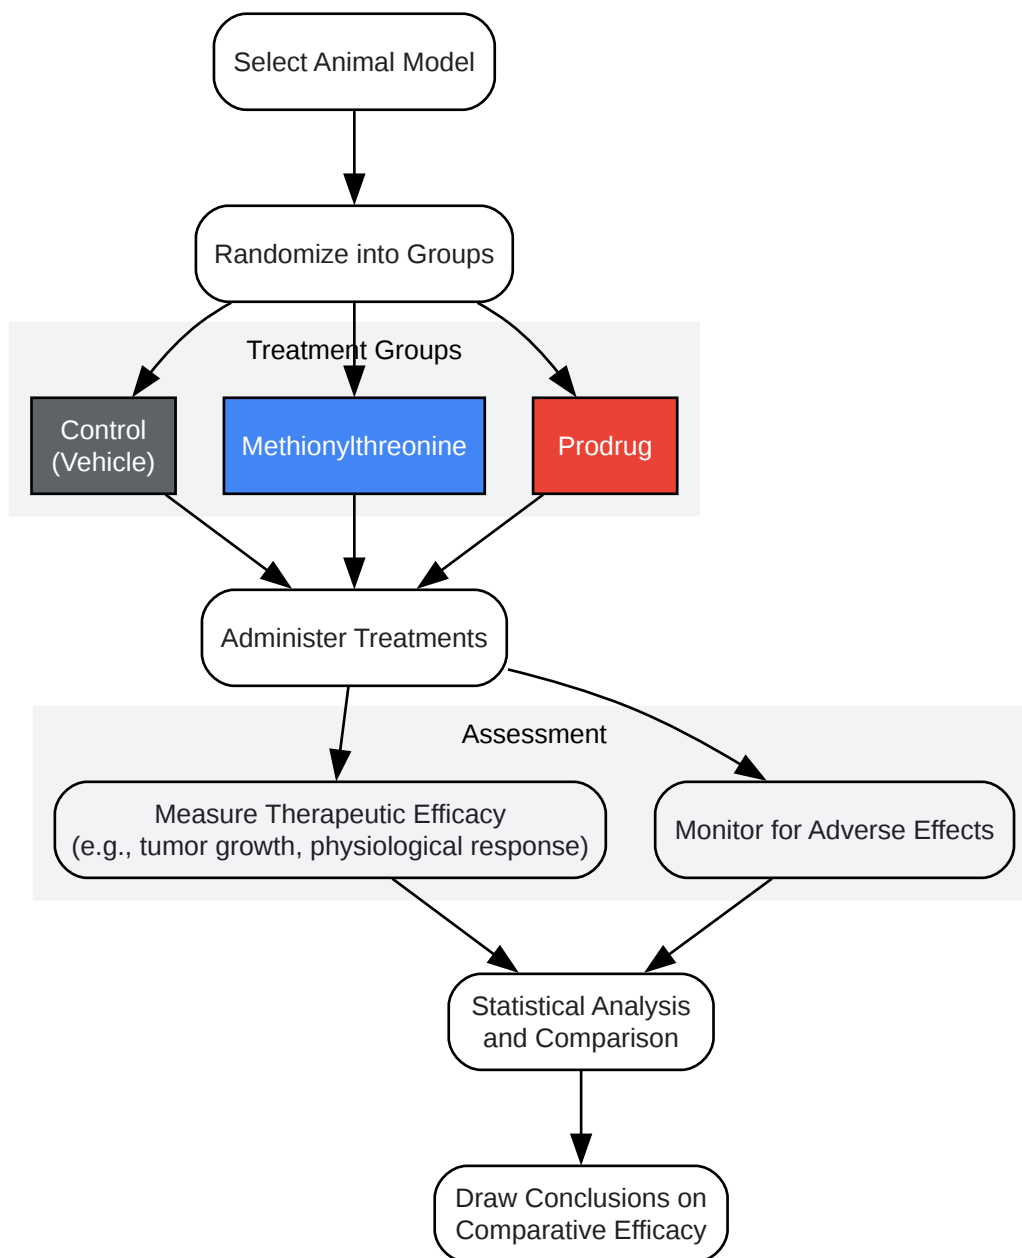 Select Animal Model
Randomize into Groups
Treatment Groups
Control
(Vehicle)
Methionylthreonine
Prodrug
Administer Treatments
Assessment
Measure Therapeutic Efficacy
(e.g., tumor growth, physiological response)
Monitor for Adverse Effects
Statistical Analysis
and Comparison
Draw Conclusions on
Comparative Efficacy